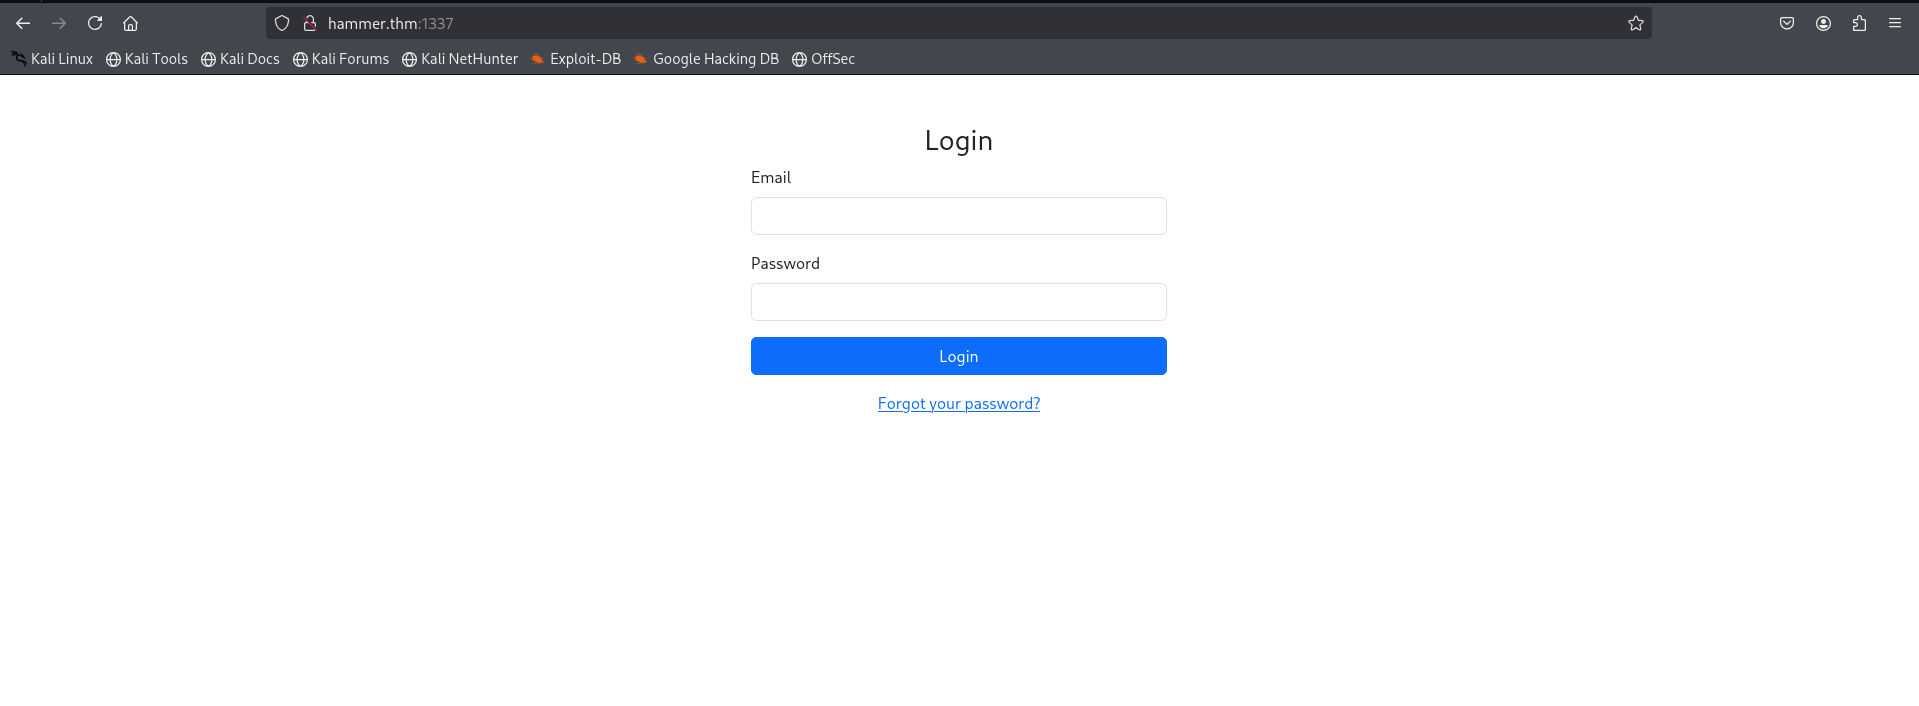 hammer.thm:1337
Kali Linux Kali Tools Kali Docs Kali Forums Kali NetHunter Exploit-DB Google Hacking DB OffSec
Login
Email
Password
Login
Forgot your password?